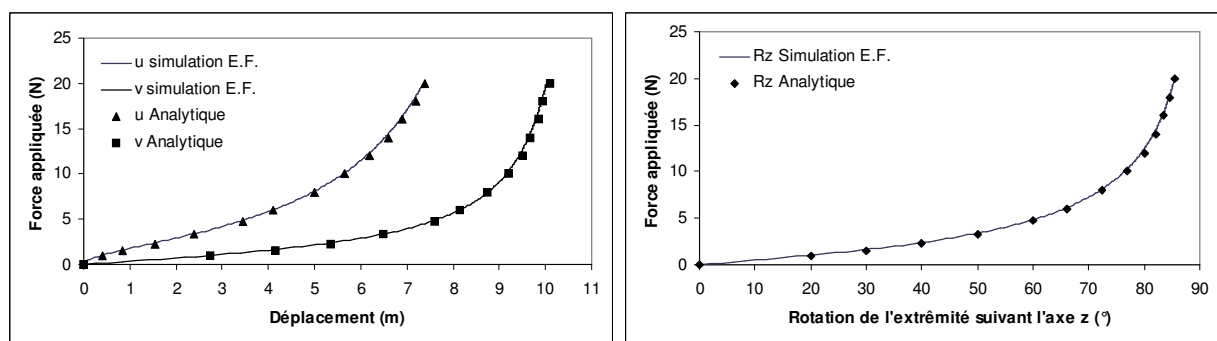 25
20
15
10
5
0
Force appliquée (N)
u simulation E.F.
v simulation E.F.
u Analytique
v Analytique
0 1 2 3 4 5 6 7 8 9 10 11
Déplacement (m)
25
20
15
10
5
0
Force appliquée (N)
Rz Simulation E.F.
Rz Analytique
0 10 20 30 40 50 60 70 80 90
Rotation de l'extrêmité suivant l'axe z (°)